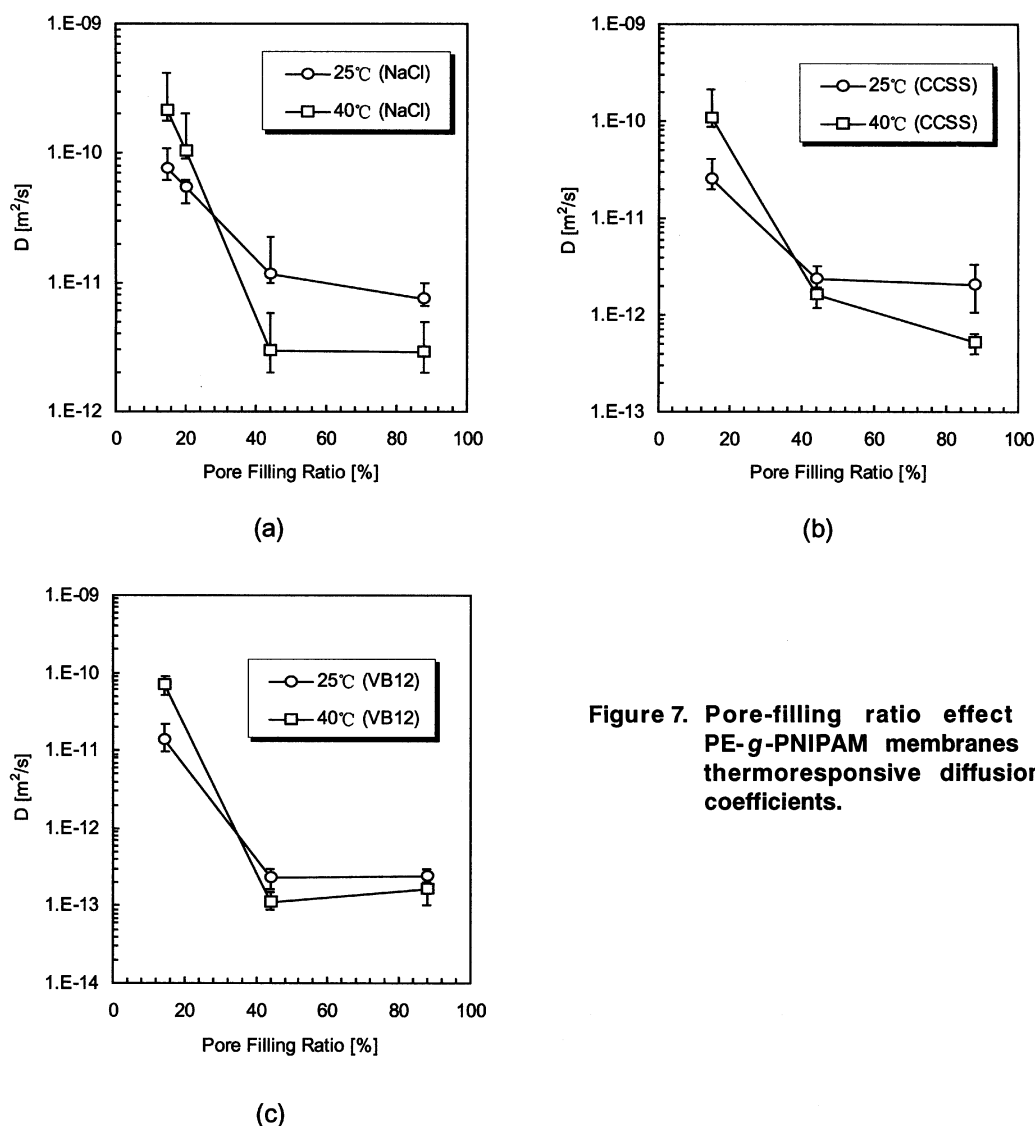 1.E-09
1.E-10
1.E-11
1.E-12
D [m²/s]
25℃ (NaCl)
40℃ (NaCl)
0 20 40 60 80 100
Pore Filling Ratio [%]
(a)
1.E-09
1.E-10
1.E-11
1.E-12
1.E-13
D [m²/s]
25℃ (CCSS)
40℃ (CCSS)
0 20 40 60 80 100
Pore Filling Ratio [%]
(b)
1.E-09
1.E-10
1.E-11
1.E-12
1.E-13
1.E-14
D [m²/s]
25℃ (VB12)
40℃ (VB12)
0 20 40 60 80 100
Pore Filling Ratio [%]
(c)
Figure 7. Pore-filling ratio effect
PE-g-PNIPAM membranes
thermoresponsive diffusion
coefficients.